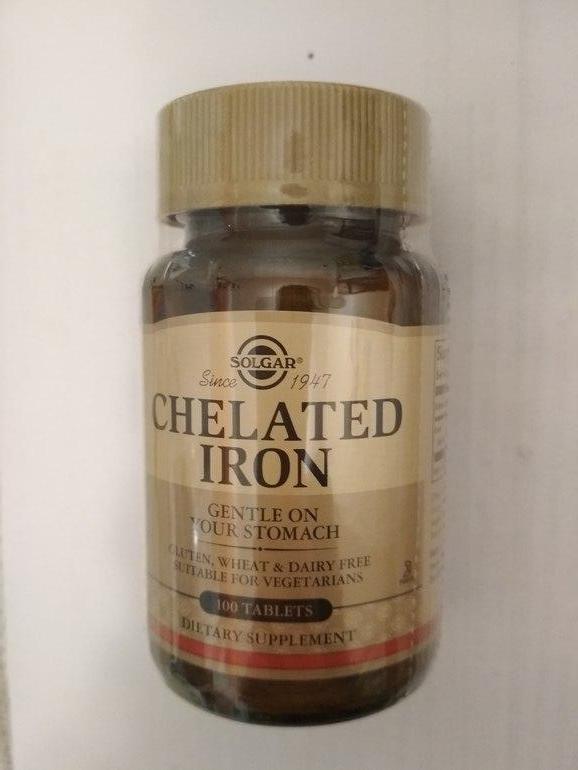 SOLGAR®
Since 1947
CHELATED
IRON
GENTLE ON
YOUR STOMACH
GLUTEN, WHEAT & DAIRY FREE
SUITABLE FOR VEGETARIANS
100 TABLETS
DIETARY SUPPLEMENT